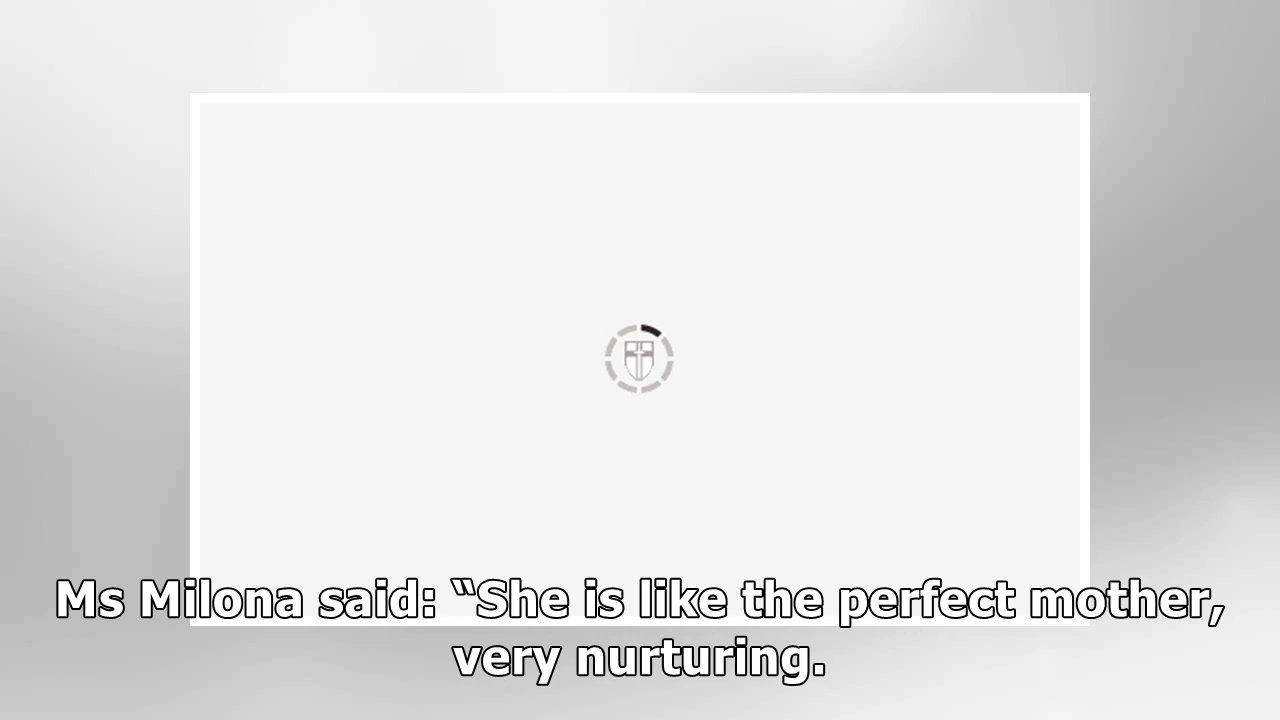 Ms Milona said: “She is like the perfect mother,
very nurturing.